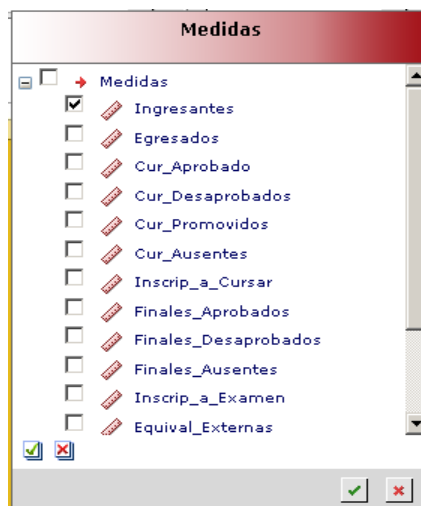 Medidas
Medidas
Ingresantes
Egresados
Cur_Aprobado
Cur_Desaprobados
Cur_Promovidos
Cur_Ausentes
Inscrip_a_Cursar
Finales_Aprobados
Finales_Desaprobados
Finales_Ausentes
Inscrip_a_Examen
Equival_Externas